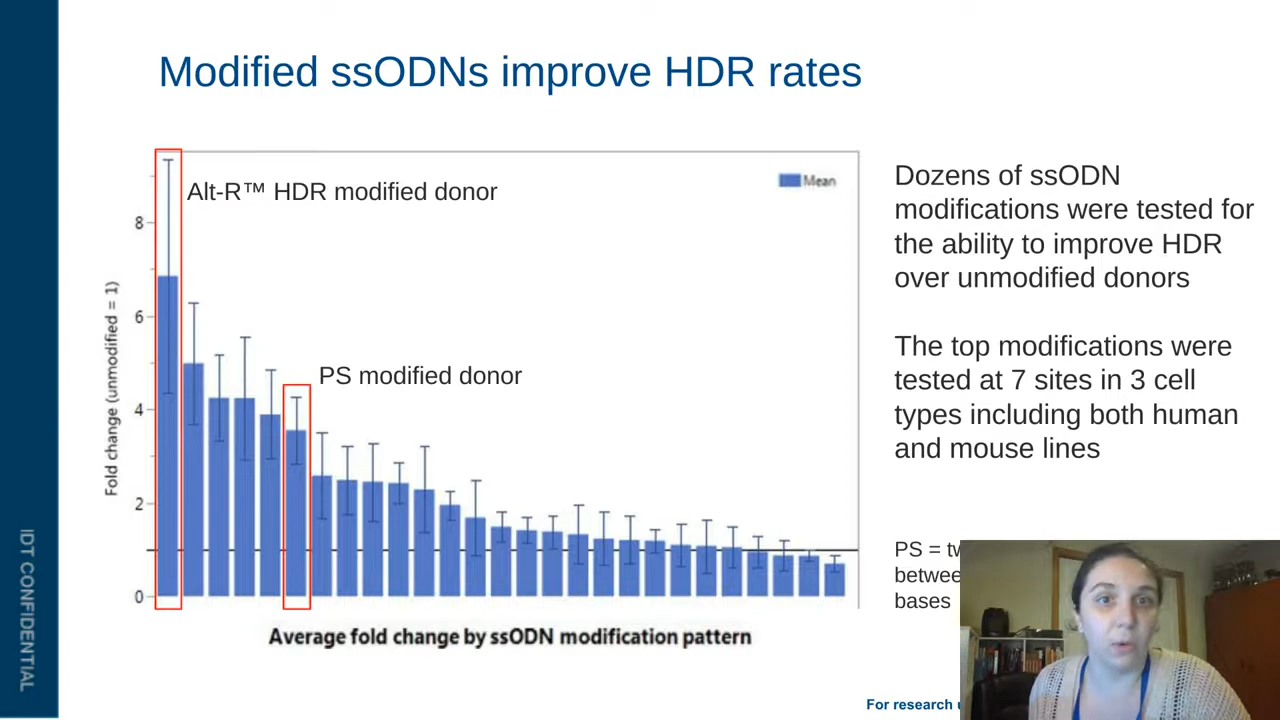 Modified ssODNs improve HDR rates
Alt-R™ HDR modified donor
Mean
8
6
4
2
0
Fold change (unmodified = 1)
PS modified donor
Average fold change by ssODN modification pattern
Dozens of ssODN
modifications were tested for
the ability to improve HDR
over unmodified donors
The top modifications were
tested at 7 sites in 3 cell
types including both human
and mouse lines
PS =
bases
IDT CONFIDENTIAL
For research